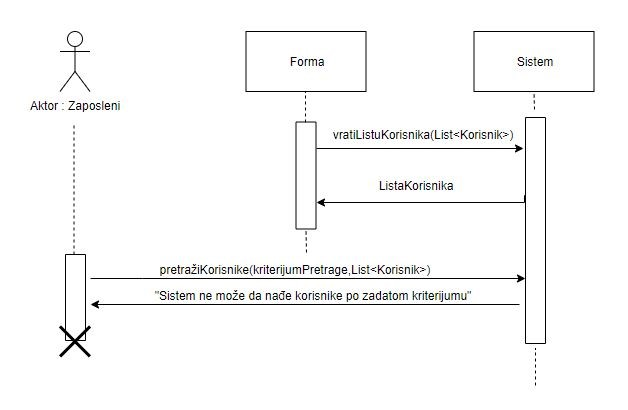 Forma
Sistem
Aktor : Zaposleni
vratiListuKorisnika(List<Korisnik>)
ListaKorisnika
pretražiKorisnike(kriterijumPretrage,List<Korisnik>)
"Sistem ne može da nađe korisnike po zadatom kriterijumu"